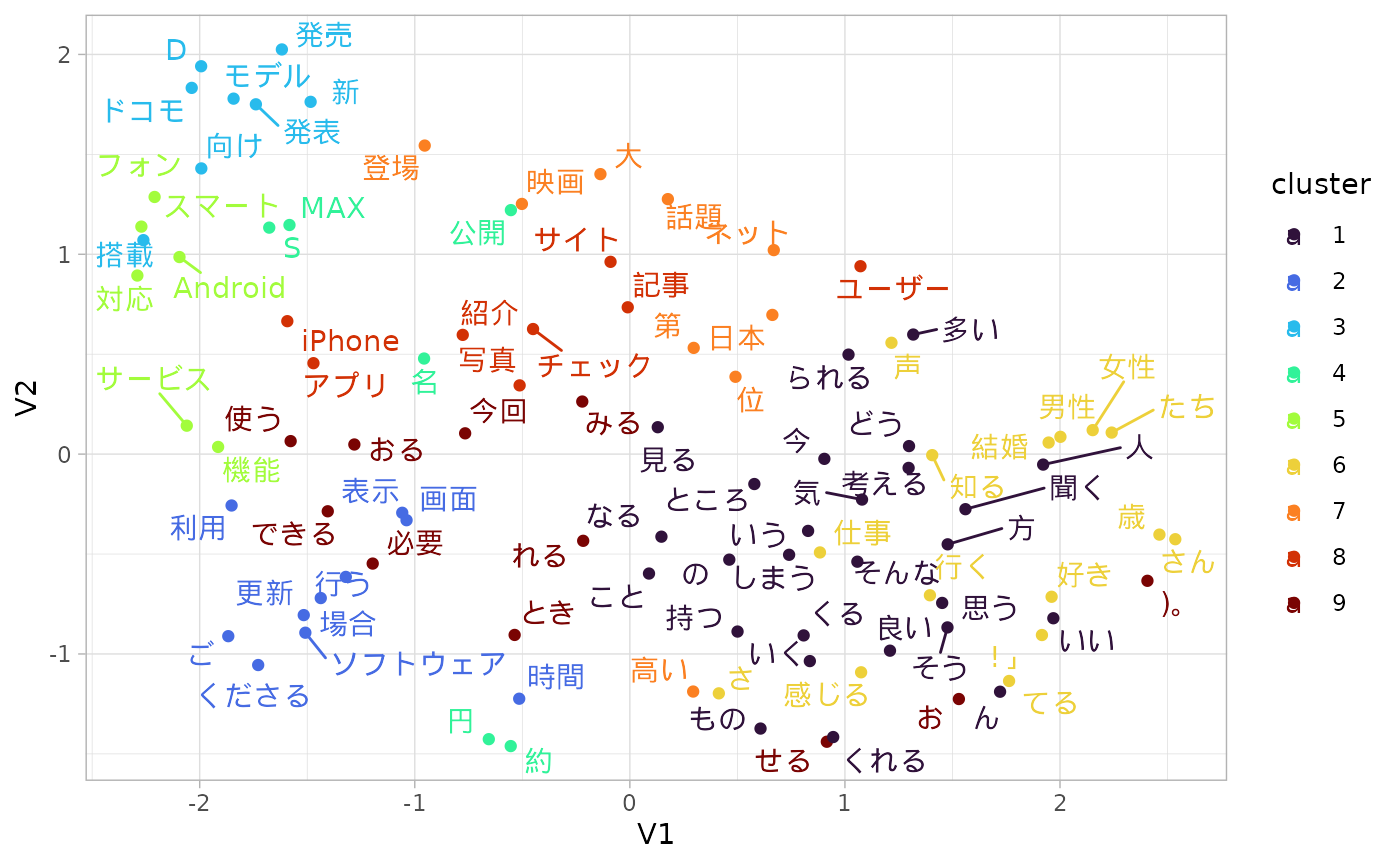 発売
D
2
モデル
新
ドコモ
発表
向け
大
フォン
登場
映画
cluster
スマート
MAX
話題
公開
ネット
a 1
S
サイト
搭載
1
a 2
Android
記事
ユーザー
対応
紹介
第
a 3
iPhone
日本
多い
写真
チェック
声
女性
サービス
アプリ
名
られる
a 4
位
男性
たち
V2
使う
今回
みる
どう
a 5
おる
今
結婚
人
0
見る
機能
考える
a 6
表示
画面
ところ
気
知る
聞く
利用
なる
a 7
歳
できる
必要
いう
仕事
方
れる
さん
a 8
の
しまう
そんな
行く
好き
更新
行う
こと
)。
a 9
場合
とき
持つ
くる
良い
思う
いい
ご
-1
ソフトウェア
いく
そう
!」
高い
時間
さ
くださる
感じる
てる
円
もの
お
ん
約
せる
くれる
-2
-1
0
1
2
V1